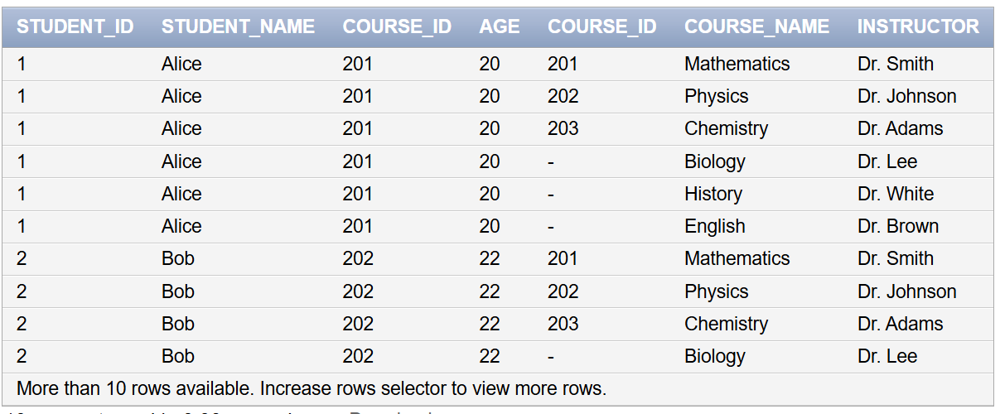 STUDENT_ID STUDENT_NAME COURSE_ID AGE COURSE_ID COURSE_NAME INSTRUCTOR
1 Alice 201 20 201 Mathematics Dr. Smith
1 Alice 201 20 202 Physics Dr. Johnson
1 Alice 201 20 203 Chemistry Dr. Adams
1 Alice 201 20 - Biology Dr. Lee
1 Alice 201 20 - History Dr. White
1 Alice 201 20 - English Dr. Brown
2 Bob 202 22 201 Mathematics Dr. Smith
2 Bob 202 22 202 Physics Dr. Johnson
2 Bob 202 22 203 Chemistry Dr. Adams
2 Bob 202 22 - Biology Dr. Lee
More than 10 rows available. Increase rows selector to view more rows.